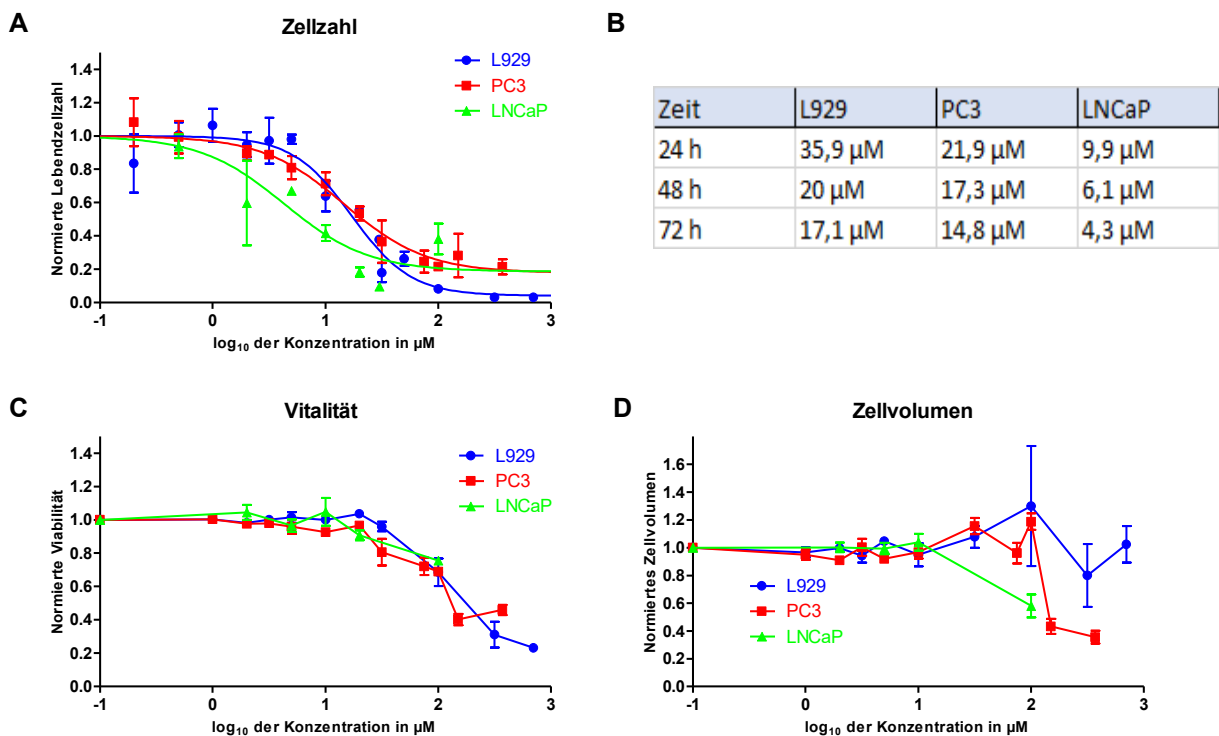 A
Zellzahl
L929
PC3
LNCaP
Normierte Lebendzellzahl
1.4
1.2
1.0
0.8
0.6
0.4
0.2
0.0
-1 0 1 2 3
log10 der Konzentration in µM
B
Zeit L929 PC3 LNCaP
24 h 35,9 µM 21,9 µM 9,9 µM
48 h 20 µM 17,3 µM 6,1 µM
72 h 17,1 µM 14,8 µM 4,3 µM
C
Vitalität
L929
PC3
LNCaP
Normierte Viabilität
1.4
1.2
1.0
0.8
0.6
0.4
0.2
0.0
-1 0 1 2 3
log10 der Konzentration in µM
D
Zellvolumen
Normiertes Zellvolumen
1.6
1.4
1.2
1.0
0.8
0.6
0.4
0.2
0.0
L929
PC3
LNCaP
-1 0 1 2 3
log10 der Konzentration in µM